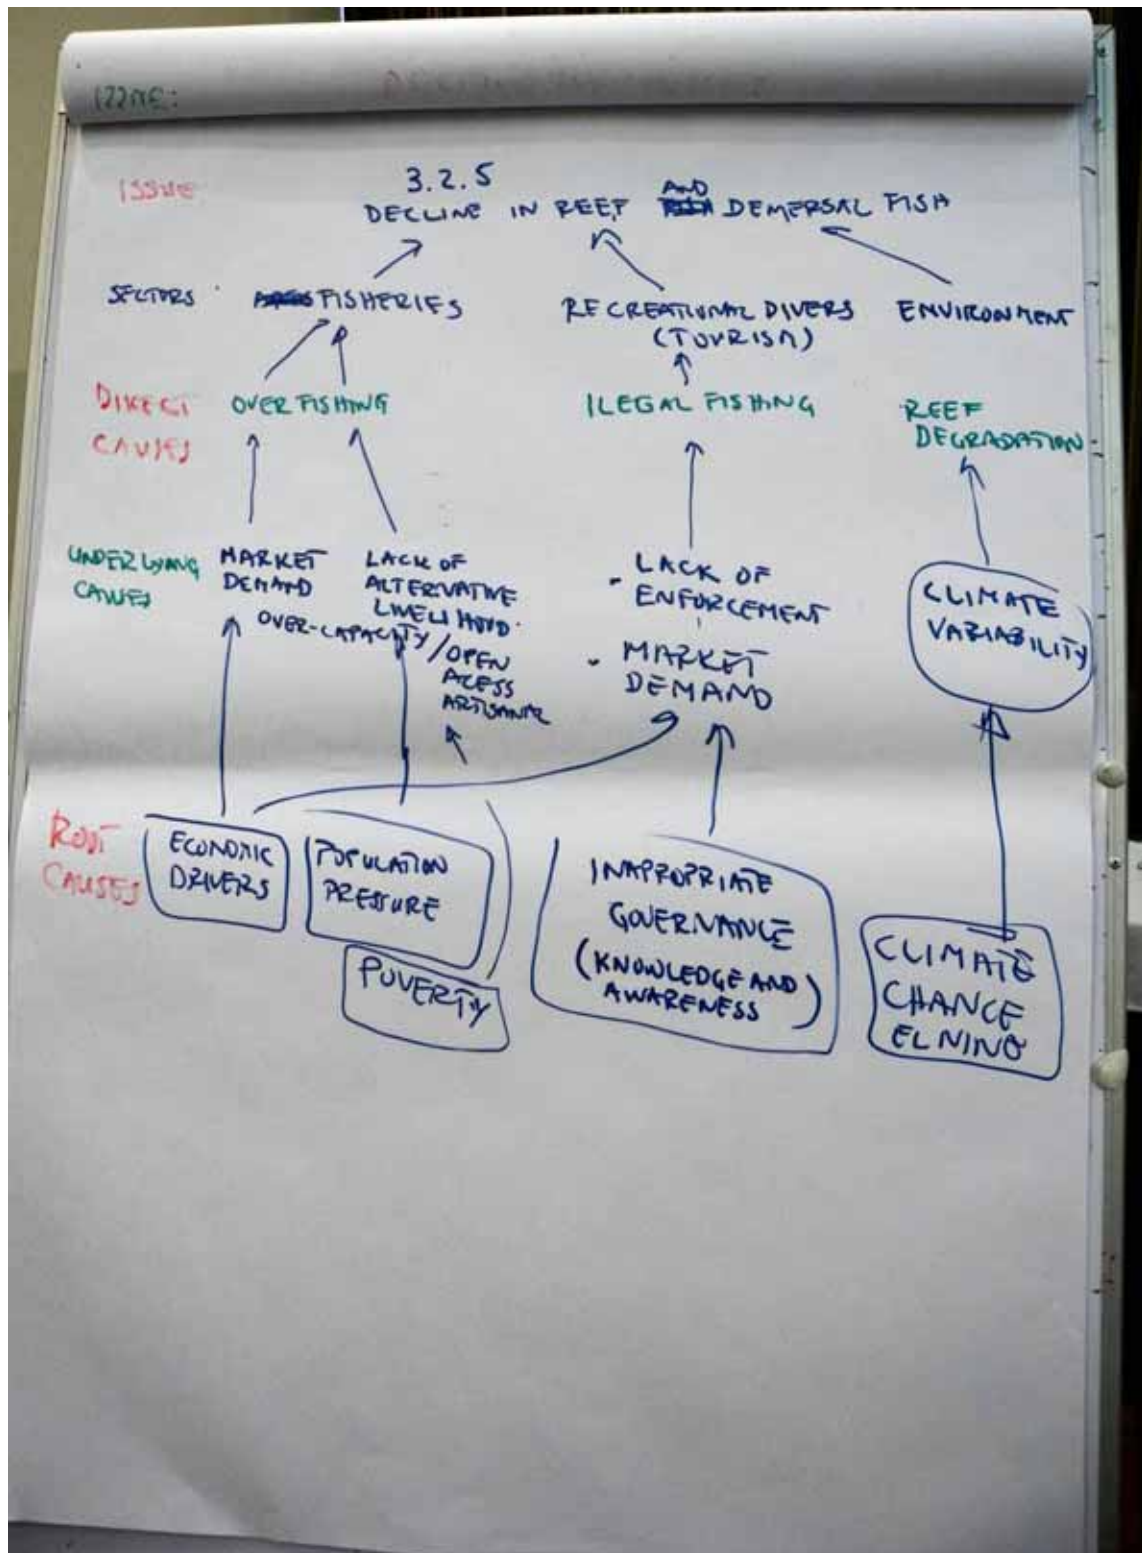 ISSUE:
ISSUE
3.2.5
DECLINE IN REEF AND DEMERSAL FISH
SECTORS
FISHERIES
RECREATIONAL DIVERS
(TOURISM)
ENVIRONMENT
DIRECT
CAUSES
OVERFISHING
ILEGAL FISHING
REEF
DEGRADATION
UNDERLYING
CAUSES
MARKET
DEMAND
LACK OF
ALTERNATIVE
LIVELIHOOD
OVER-CAPACITY/OPEN
ACESS
ARTISANAL
- LACK OF
ENFORCEMENT
- MARKET
DEMAND
CLIMATE
VARIABILITY
ROOT
CAUSES
ECONOMIC
DRIVERS
POPULATION
PRESSURE
POVERTY
INAPPROPRIATE
GOVERNANCE
(KNOWLEDGE AND
AWARENESS)
CLIMATE
CHANGE
EL NINO